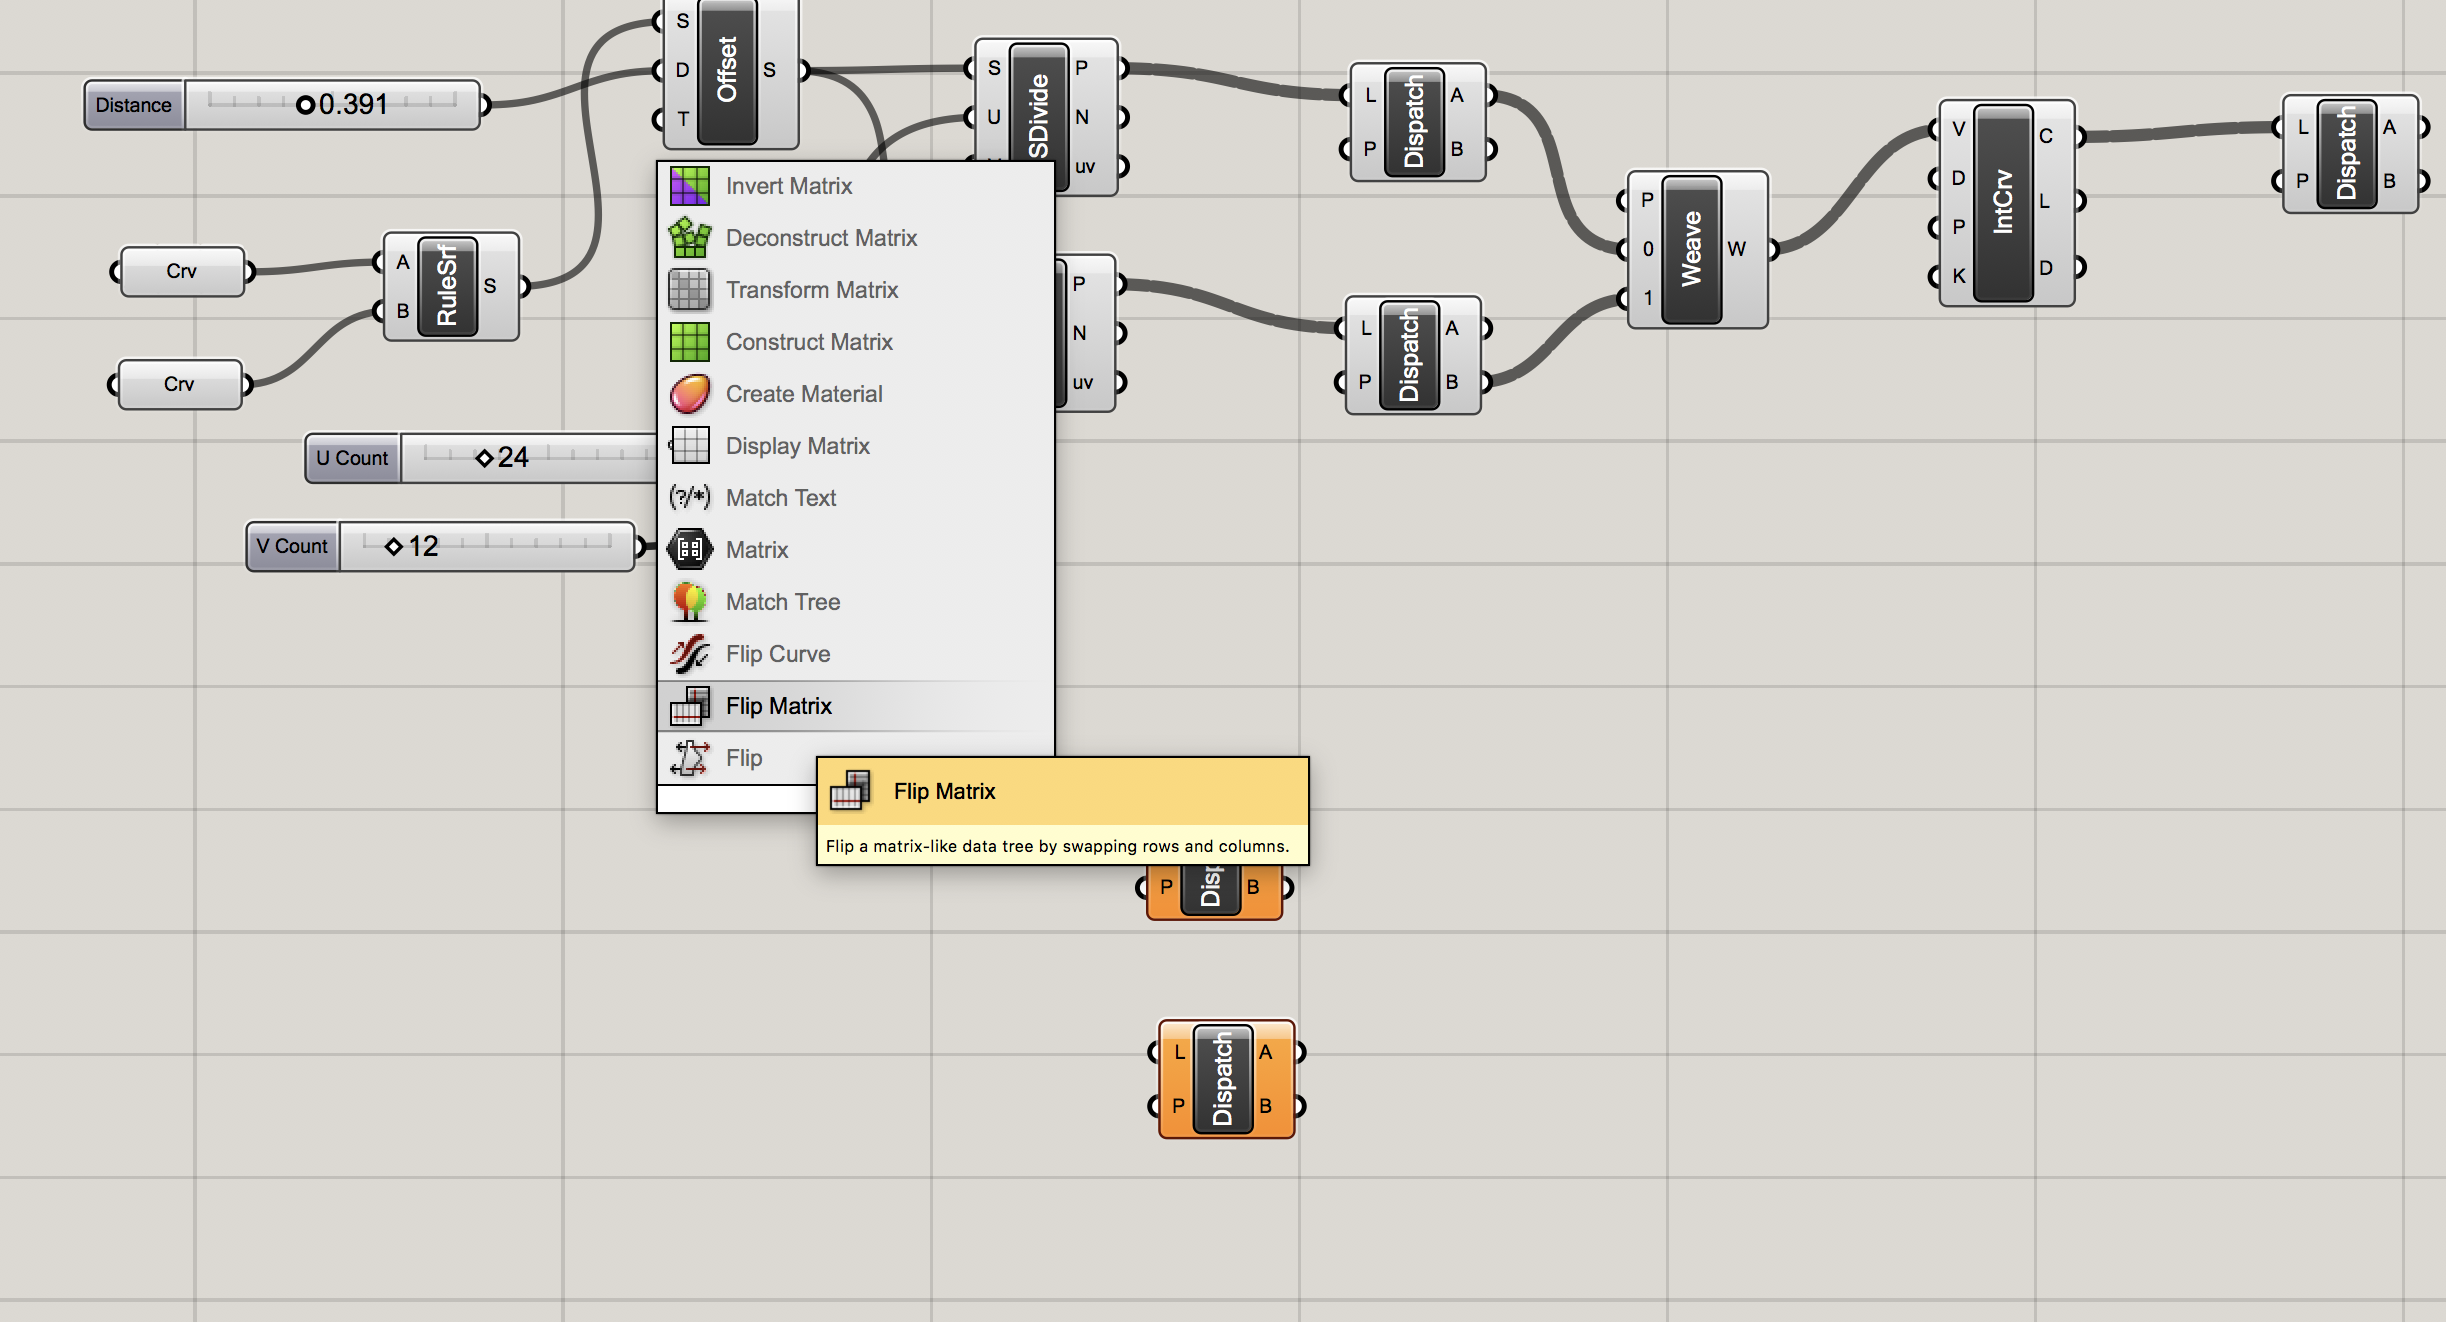 S
D
T
Offset
S
Distance
0.391
S
U
SDivide
P
N
uv
L
P
Dispatch
A
B
V
D
P
K
IntCrv
C
L
D
L
P
Dispatch
A
B
P
0
1
Weave
W
Crv
Crv
A
B
RuleSrf
S
P
N
uv
L
P
Dispatch
A
B
U Count
24
V Count
12
Invert Matrix
Deconstruct Matrix
Transform Matrix
Construct Matrix
Create Material
Display Matrix
(?/*)
Match Text
Matrix
Match Tree
Flip Curve
Flip Matrix
Flip
Flip Matrix
Flip a matrix-like data tree by swapping rows and columns.
P
Disp
B
L
P
Dispatch
A
B